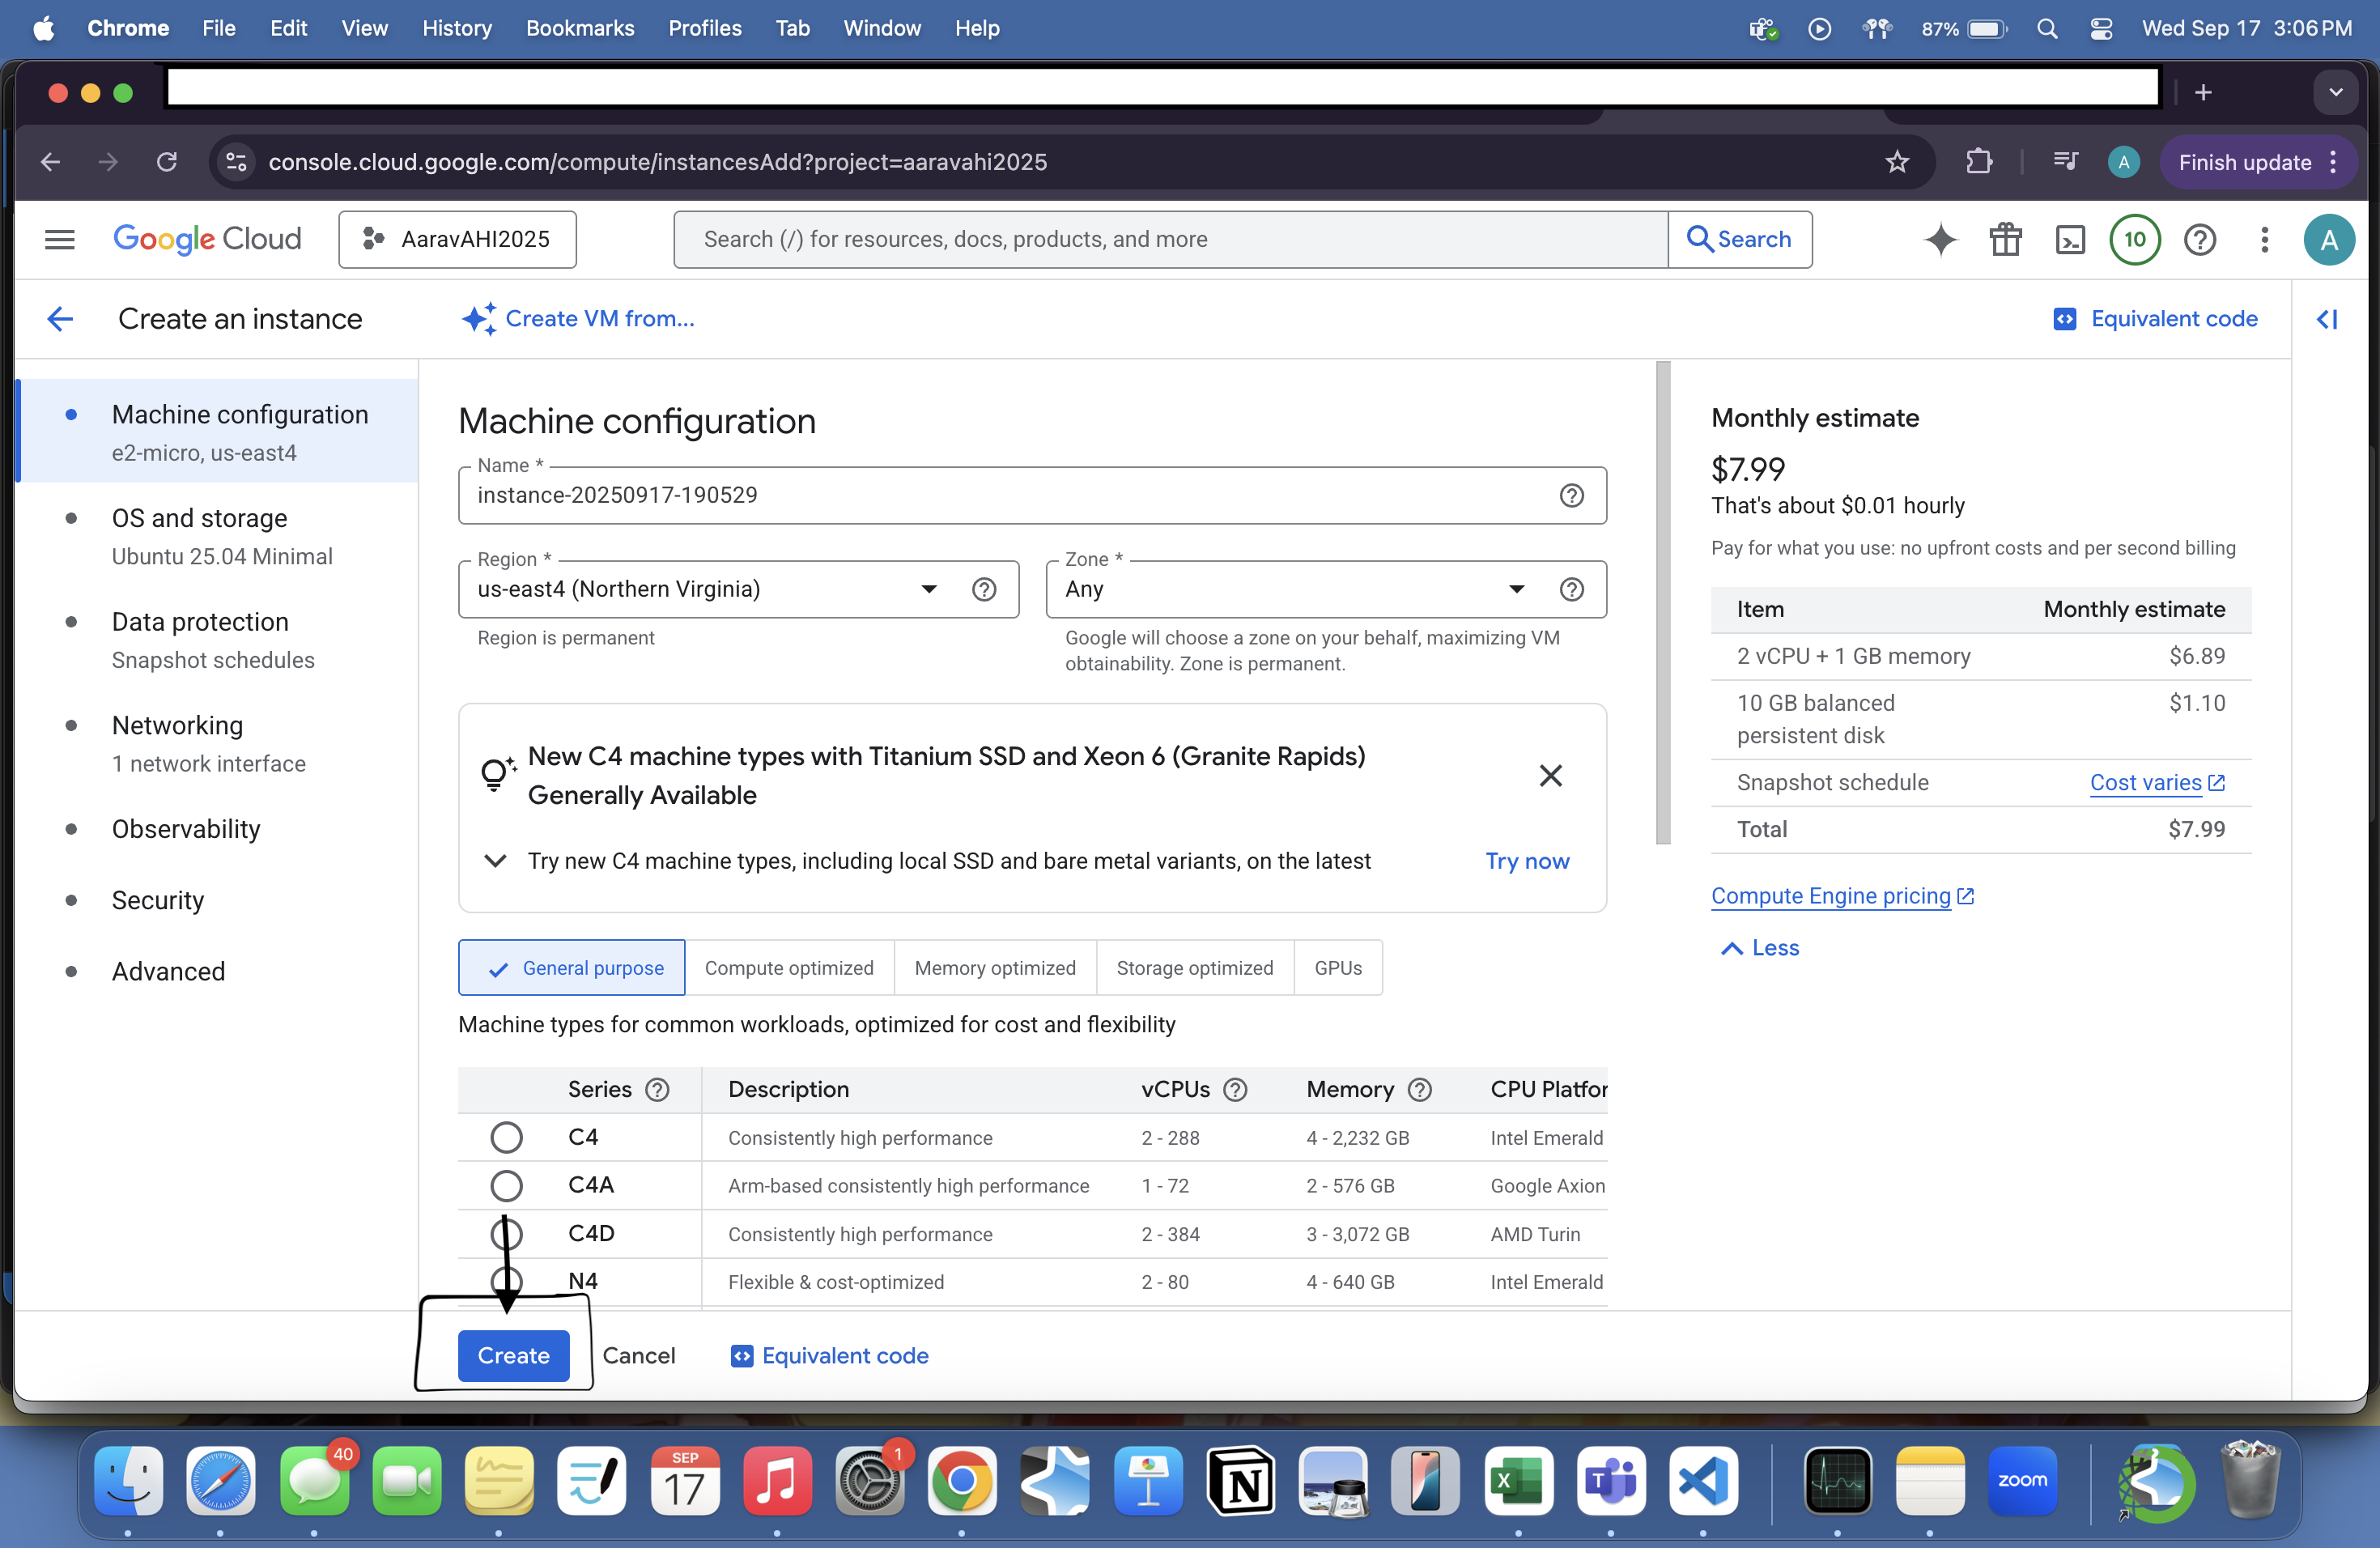 Chrome File Edit View History Bookmarks Profiles Tab Window Help 87% Wed Sep 17 3:06 PM
console.cloud.google.com/compute/instancesAdd?project=aaravahi2025 A Finish update
Google Cloud AaravAHI2025 Search (/) for resources, docs, products, and more Search 10 A
Create an instance Create VM from... Equivalent code
Machine configuration
e2-micro, us-east4
OS and storage
Ubuntu 25.04 Minimal
Data protection
Snapshot schedules
Networking
1 network interface
Observability
Security
Advanced
Machine configuration
Name *
instance-20250917-190529
Region *
us-east4 (Northern Virginia)
Region is permanent
Zone *
Any
Google will choose a zone on your behalf, maximizing VM
obtainability. Zone is permanent.
New C4 machine types with Titanium SSD and Xeon 6 (Granite Rapids)
Generally Available
Try new C4 machine types, including local SSD and bare metal variants, on the latest Try now
General purpose Compute optimized Memory optimized Storage optimized GPUs
Machine types for common workloads, optimized for cost and flexibility
Series Description vCPUs Memory CPU Platfor
C4 Consistently high performance 2 - 288 4 - 2,232 GB Intel Emerald
C4A Arm-based consistently high performance 1 - 72 2 - 576 GB Google Axion
C4D Consistently high performance 2 - 384 3 - 3,072 GB AMD Turin
N4 Flexible & cost-optimized 2 - 80 4 - 640 GB Intel Emerald
Create Cancel Equivalent code
Monthly estimate
$7.99
That's about $0.01 hourly
Pay for what you use: no upfront costs and per second billing
Item Monthly estimate
2 vCPU + 1 GB memory $6.89
10 GB balanced $1.10
persistent disk
Snapshot schedule Cost varies
Total $7.99
Compute Engine pricing
Less
40 SEP 17 1 N X T zoom